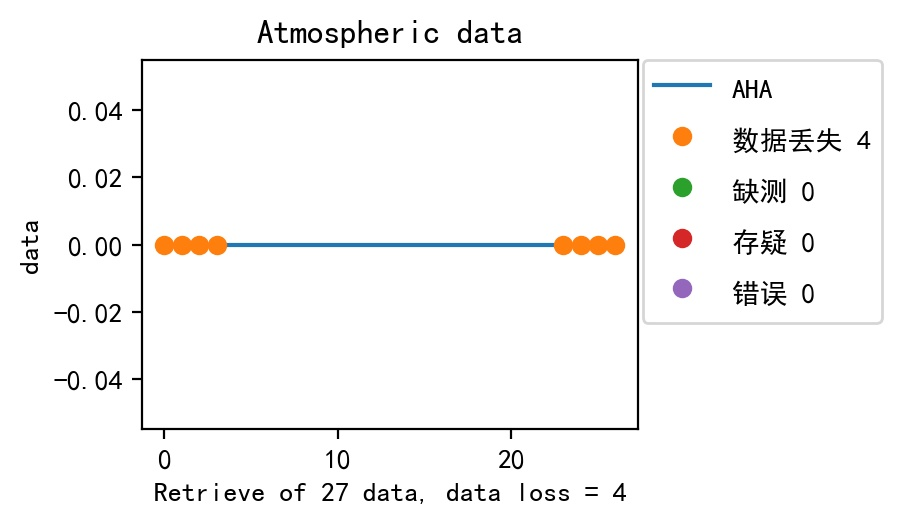 Atmospheric data
0.04
0.02
0.00
−0.02
−0.04
data
0 10 20
Retrieve of 27 data, data loss = 4
AHA
数据丢失 4
缺测 0
存疑 0
错误 0